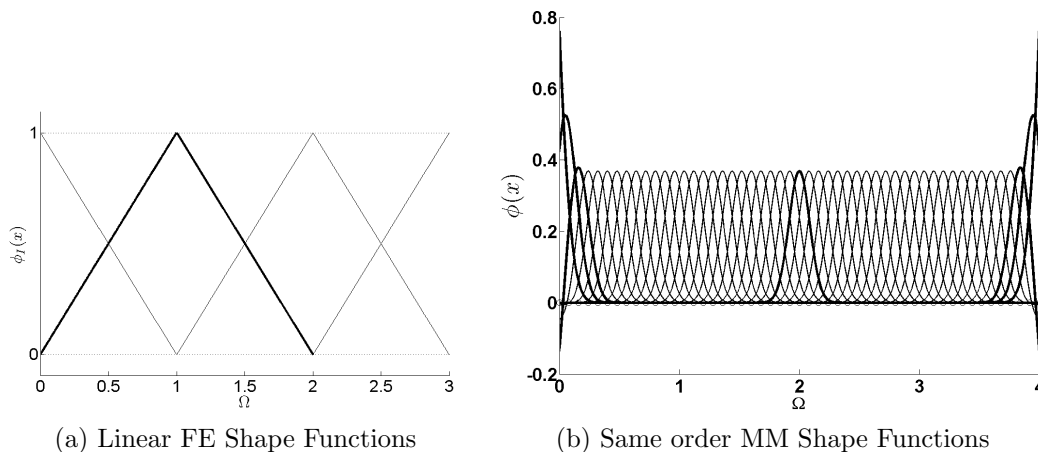 1
0
ϕ_I(x)
0 0.5 1 1.5 2 2.5 3
Ω
(a) Linear FE Shape Functions
0.8
0.6
0.4
0.2
0
-0.2
ϕ(x)
0 1 2 3 4
Ω
(b) Same order MM Shape Functions